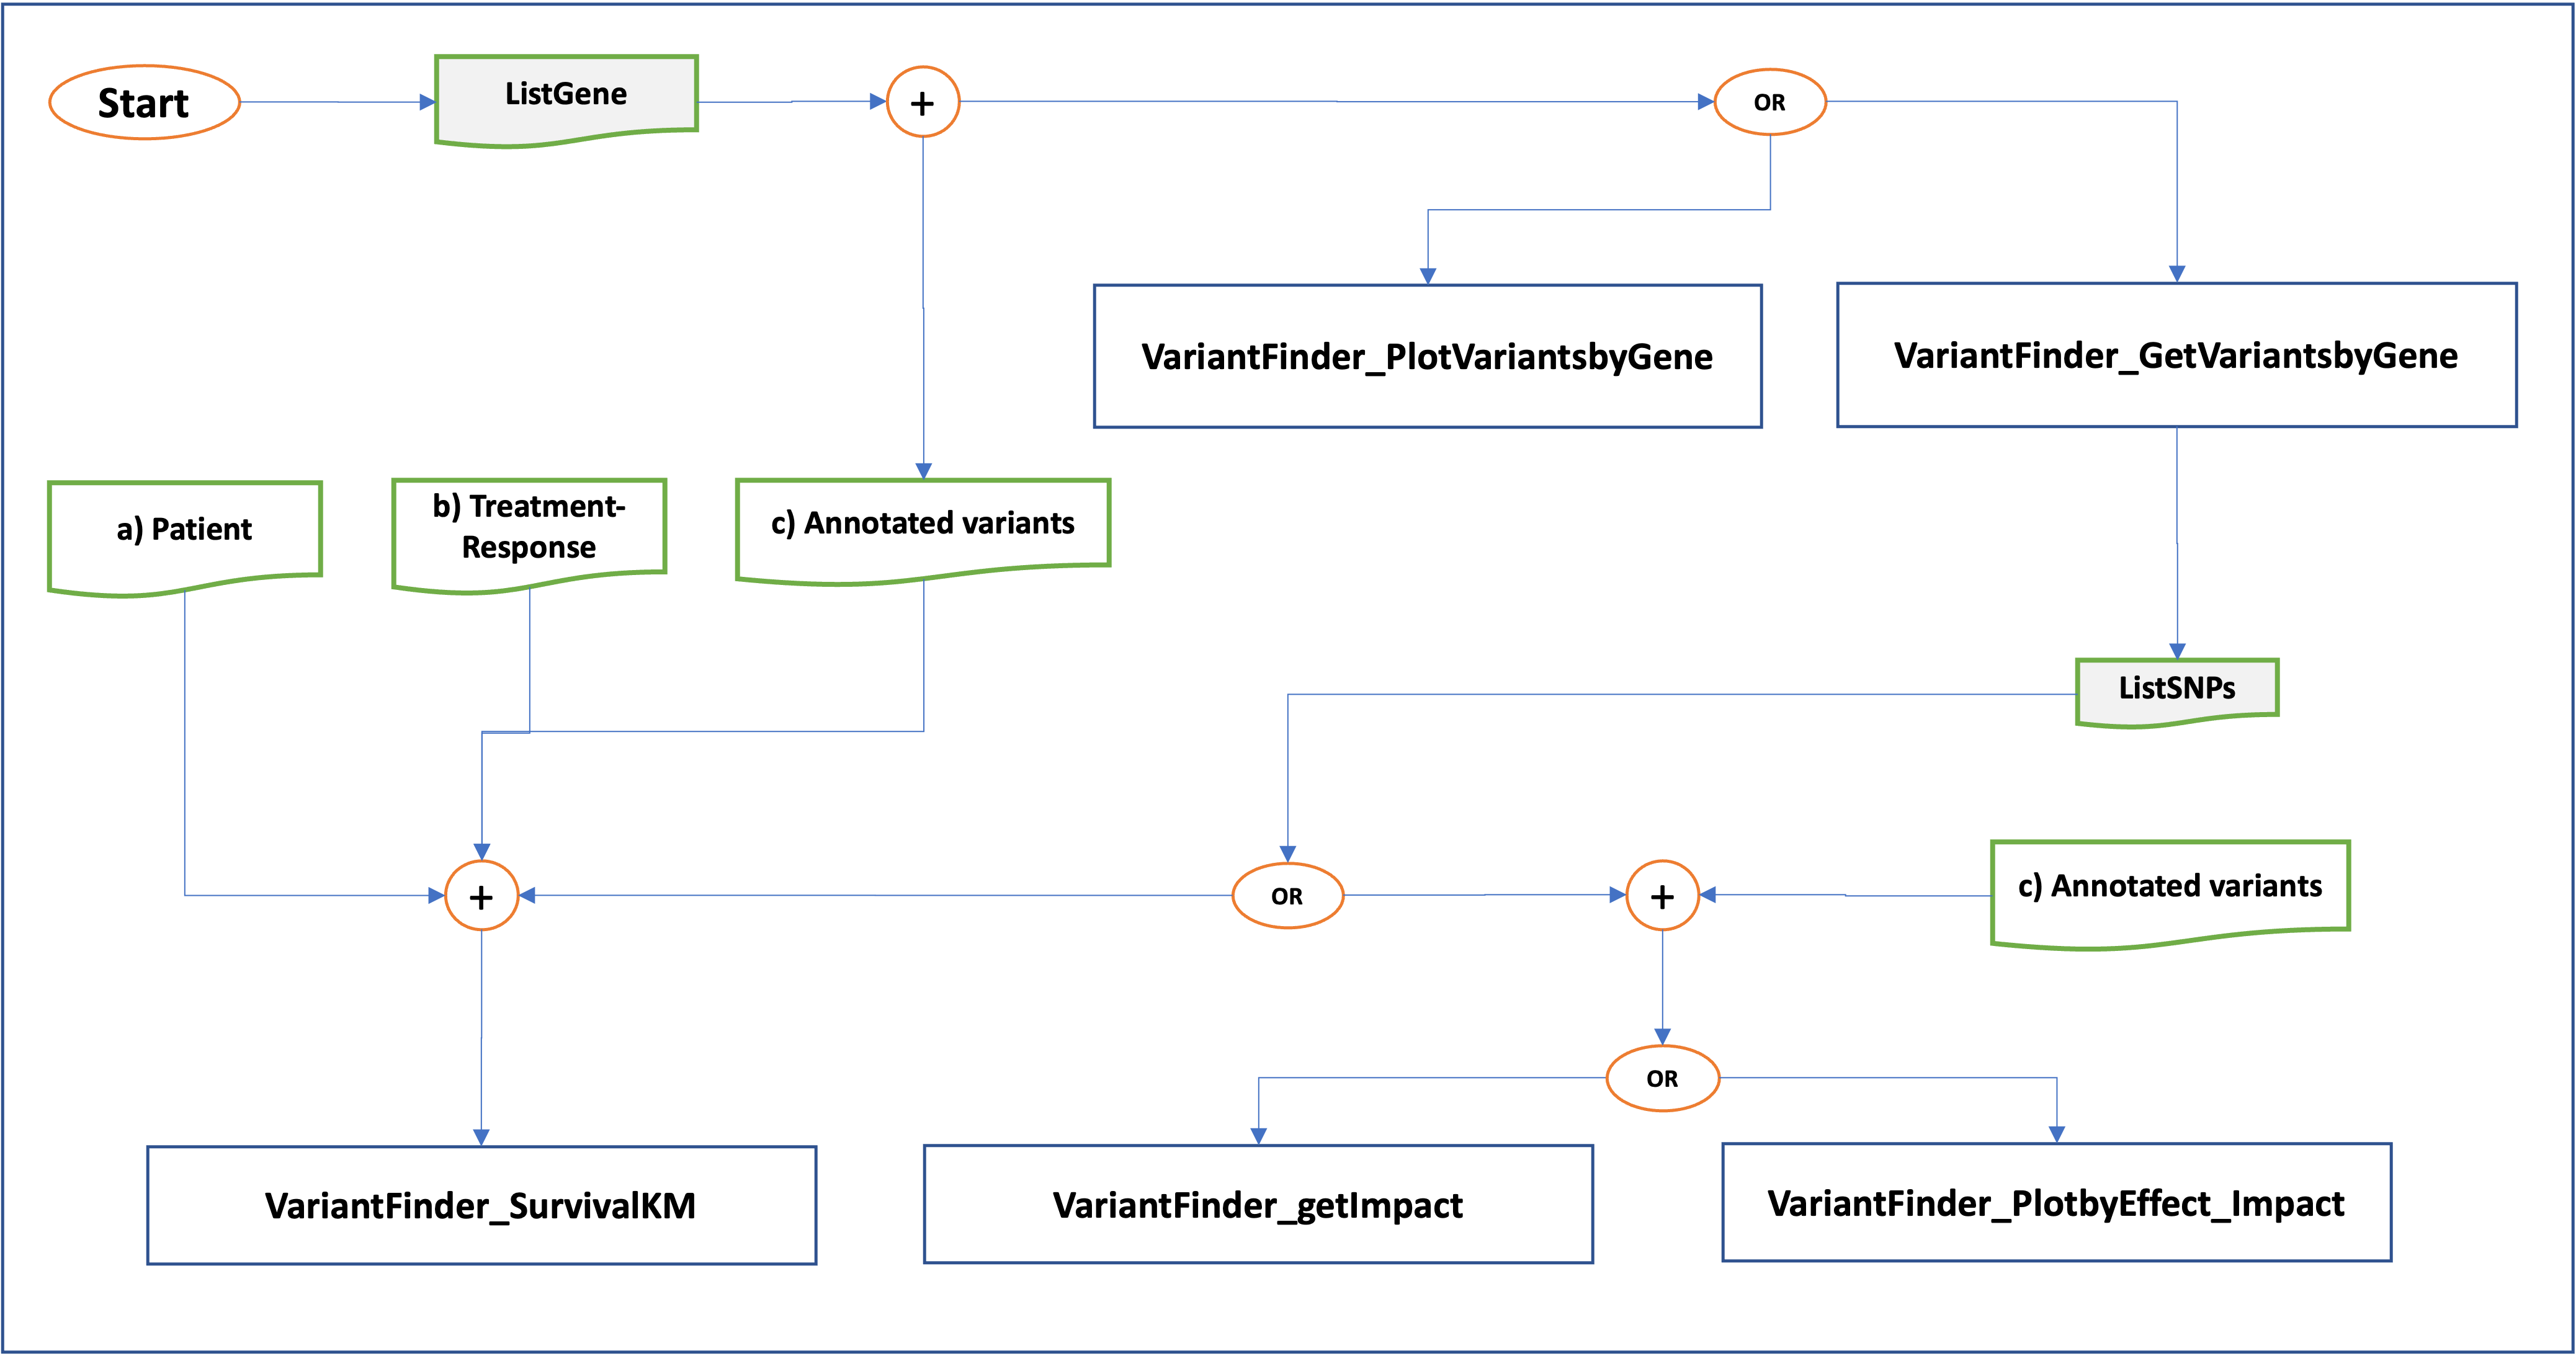 Start
ListGene
+
OR
VariantFinder_PlotVariantsbyGene
VariantFinder_GetVariantsbyGene
a) Patient
b) Treatment-
Response
c) Annotated variants
ListSNPs
+
OR
+
c) Annotated variants
OR
VariantFinder_SurvivalKM
VariantFinder_getImpact
VariantFinder_PlotbyEffect_Impact